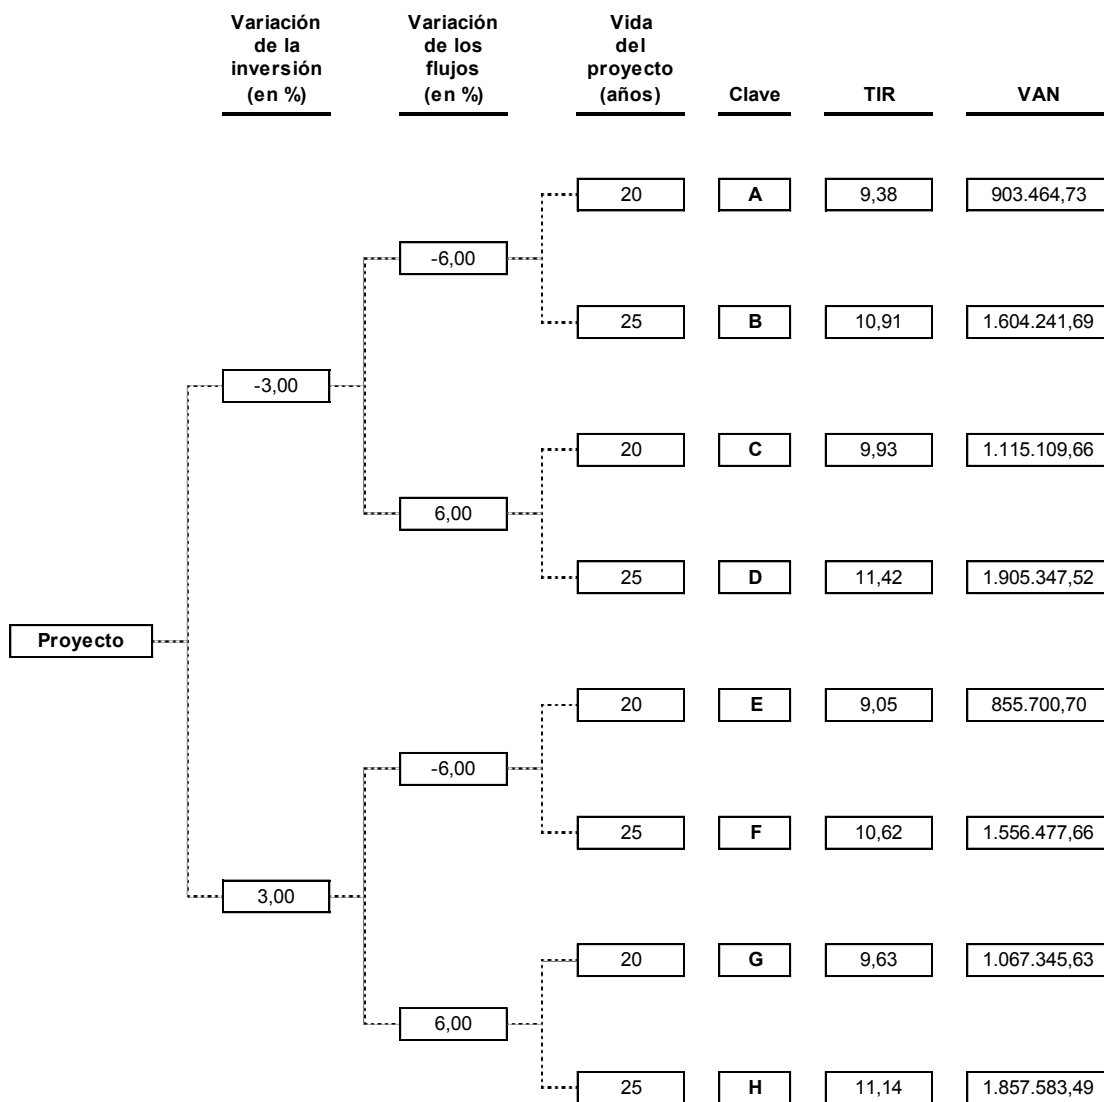 Variación de la inversión (en %)
Variación de los flujos (en %)
Vida del proyecto (años)
Clave
TIR
VAN
20 A 9,38 903.464,73
-6,00
25 B 10,91 1.604.241,69
-3,00
20 C 9,93 1.115.109,66
6,00
25 D 11,42 1.905.347,52
Proyecto
20 E 9,05 855.700,70
-6,00
25 F 10,62 1.556.477,66
3,00
20 G 9,63 1.067.345,63
6,00
25 H 11,14 1.857.583,49